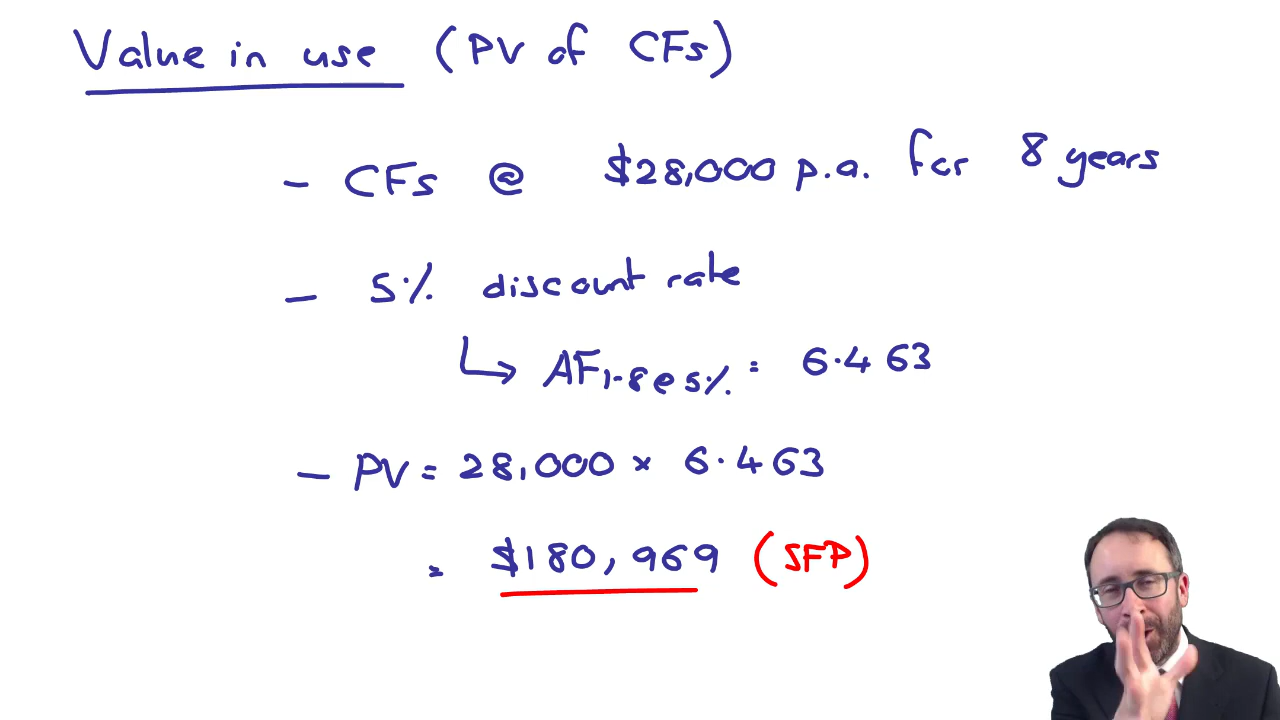 Value in use (PV of CFs)
- CFs @ $28,000 p.a. for 8 years
- 5% discount rate
↳ AF1-8@5% = 6.463
- PV = 28,000 × 6.463
= $180,969 (SFP)